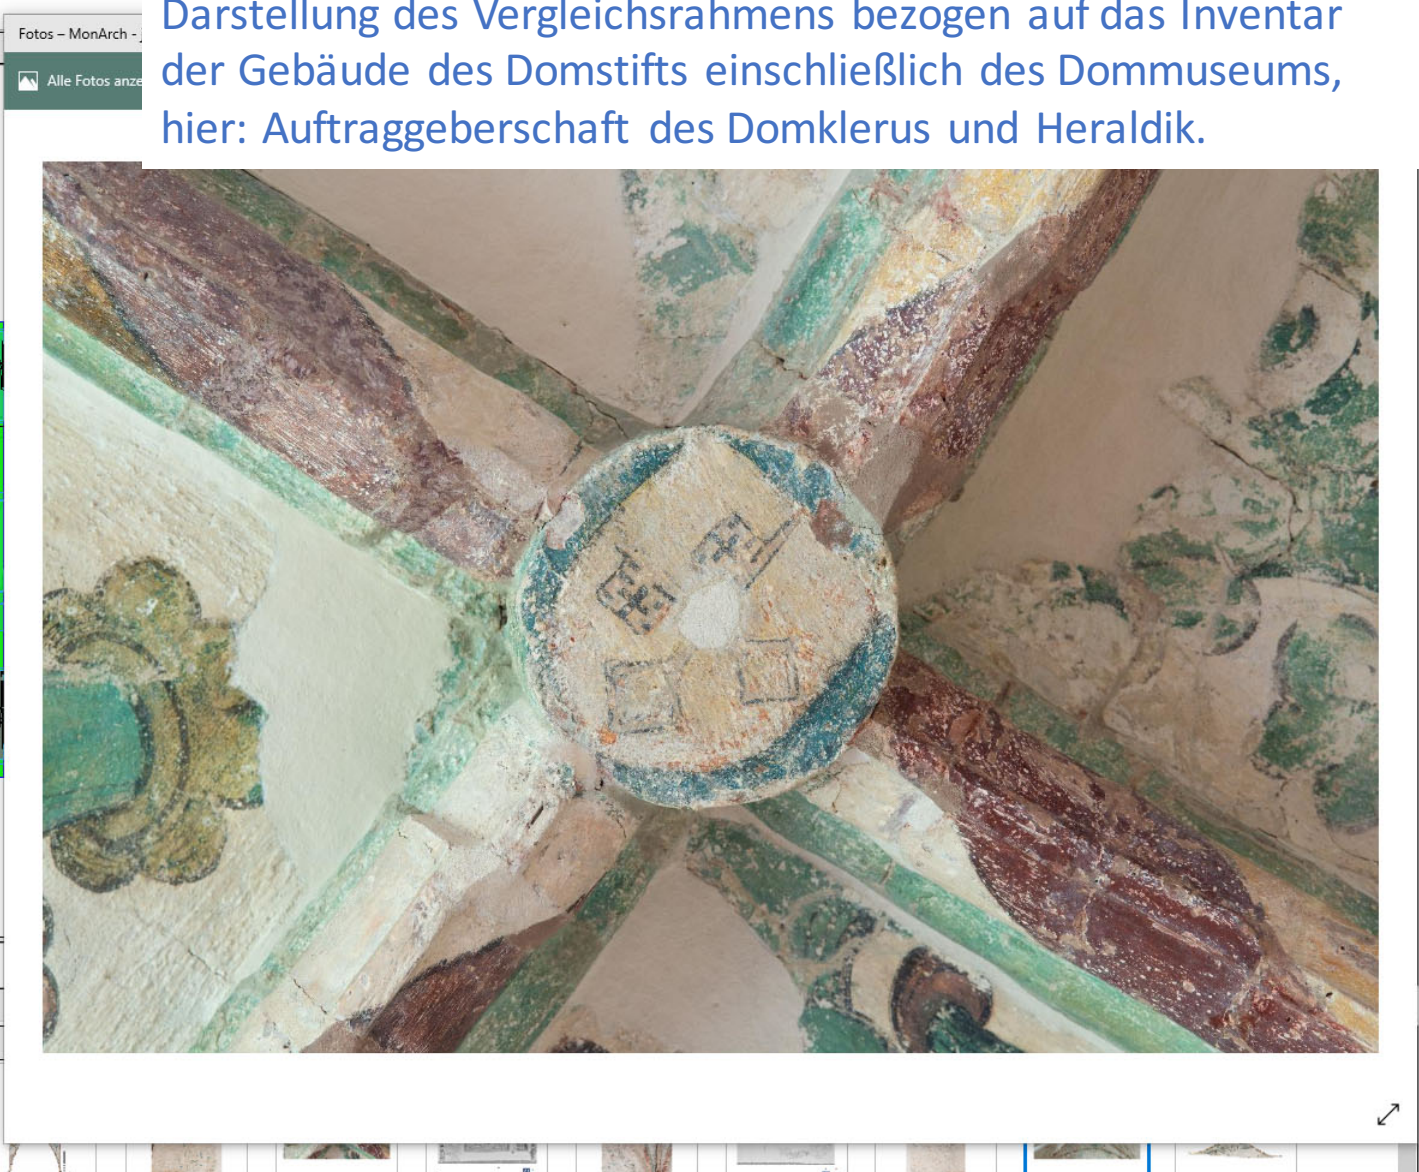 Darstellung des Vergleichsrahmens bezogen auf das Inventar
Fotos – MonArch -
der Gebäude des Domstifts einschließlich des Dommuseums,
Alle Fotos anze
hier: Auftraggeberschaft des Domklerus und Heraldik.